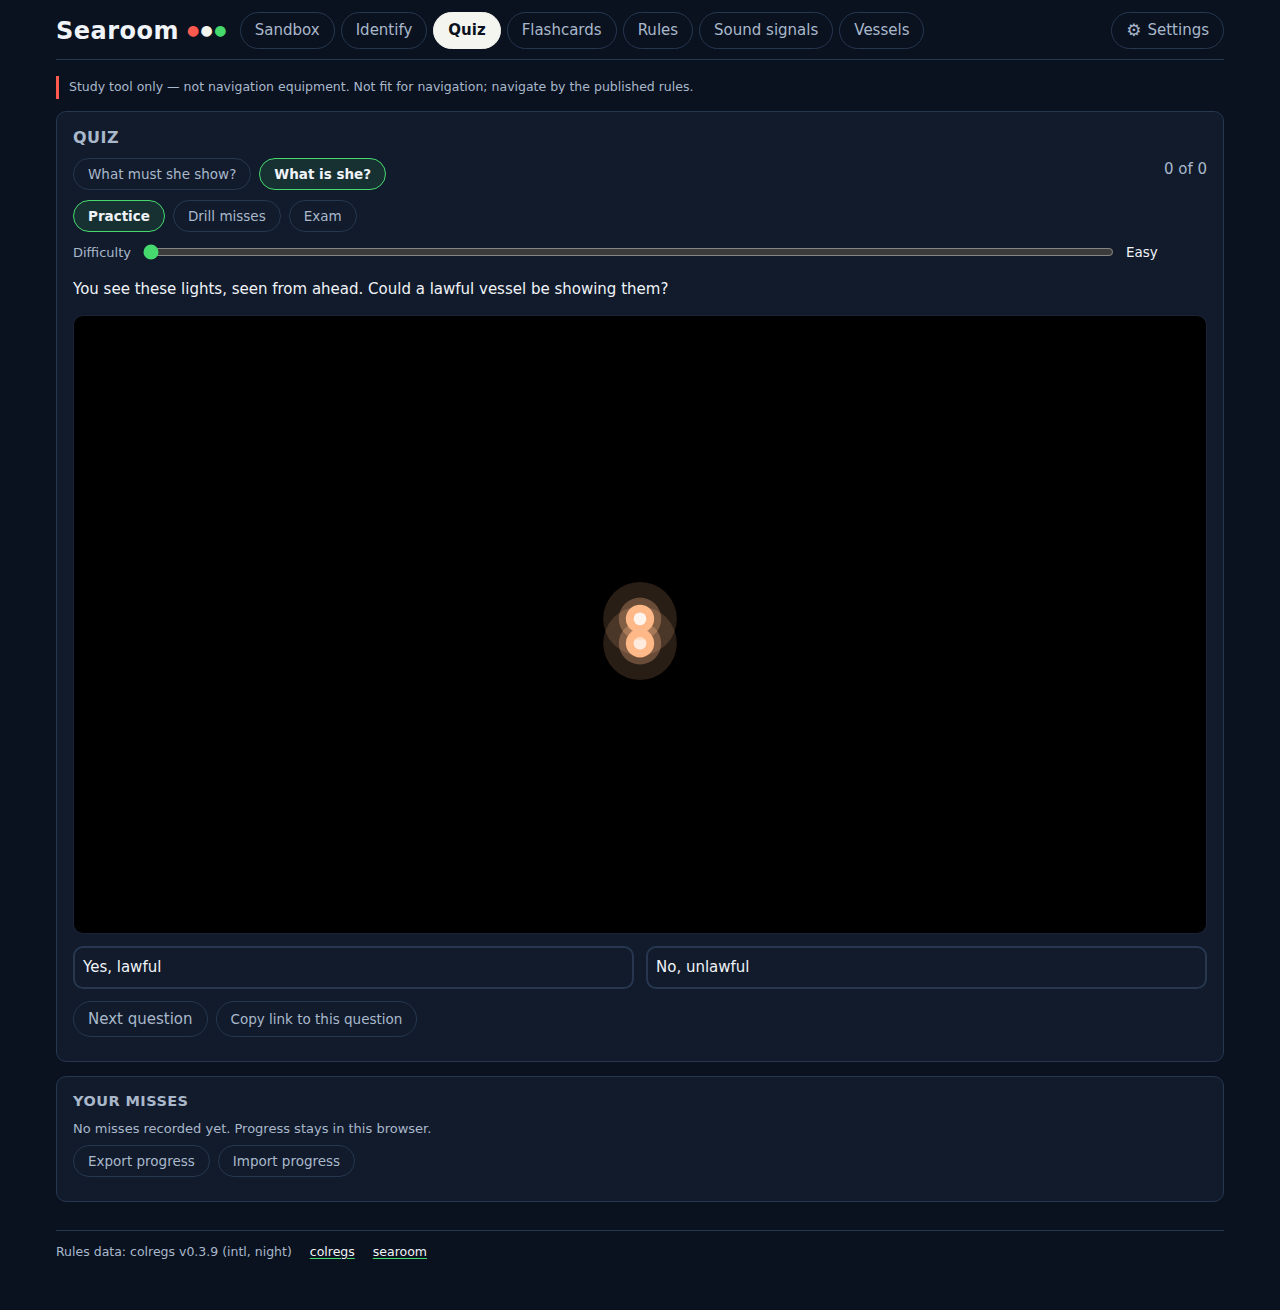 Searoom
Sandbox
Identify
Quiz
Flashcards
Rules
Sound signals
Vessels
⚙ Settings
Study tool only — not navigation equipment. Not fit for navigation; navigate by the published rules.
QUIZ
What must she show?
What is she?
0 of 0
Practice
Drill misses
Exam
Difficulty
Easy
You see these lights, seen from ahead. Could a lawful vessel be showing them?
Yes, lawful
No, unlawful
Next question
Copy link to this question
YOUR MISSES
No misses recorded yet. Progress stays in this browser.
Export progress
Import progress
Rules data: colregs v0.3.9 (intl, night)
colregs
searoom